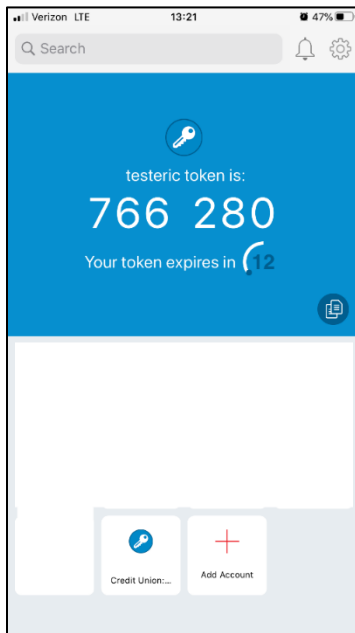 Verizon LTE 13:21 47%
Search
testeric token is:
766 280
Your token expires in 12
Credit Union:... Add Account